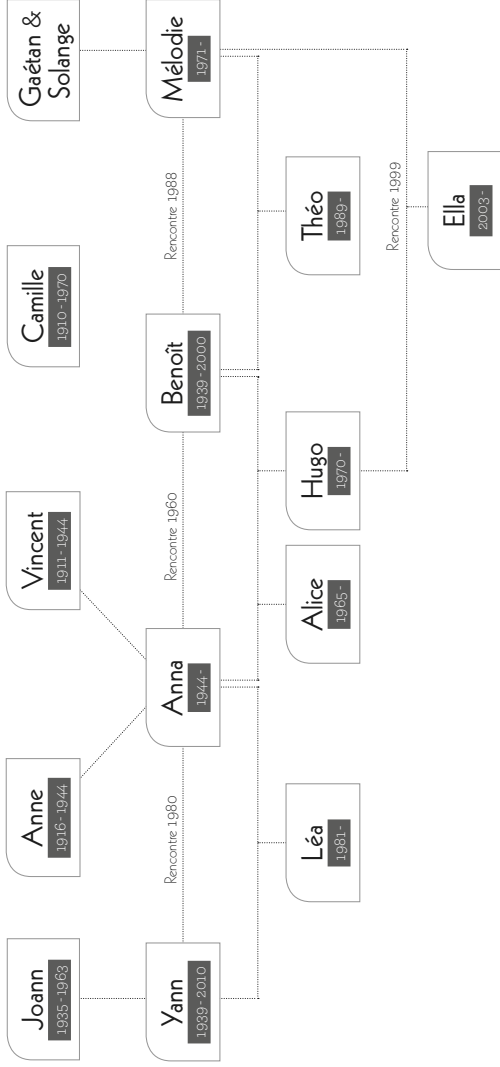 Joann
1935-1963
Anne
1916-1944
Vincent
1911-1944
Camille
1910-1970
Gaétan &
Solange
Yann
1939-2010
Rencontre 1980
Anna
1944-
Rencontre 1960
Benoît
1939-2000
Rencontre 1988
Mélodie
1971-
Léa
1981-
Alice
1965-
Hugo
1970-
Théo
1989-
Rencontre 1999
Ella
2003-